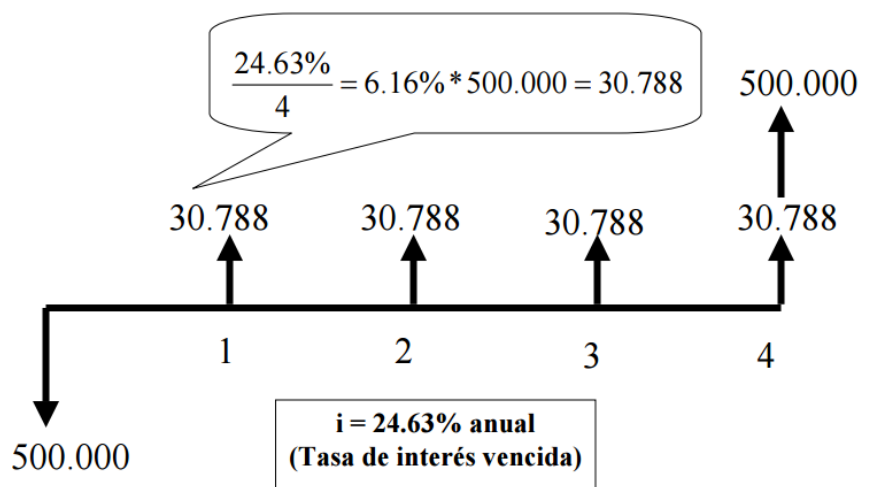 24.63%
4
= 6.16% * 500.000 = 30.788
500.000
30.788 30.788 30.788 30.788
1 2 3 4
500.000
i = 24.63% anual
(Tasa de interés vencida)